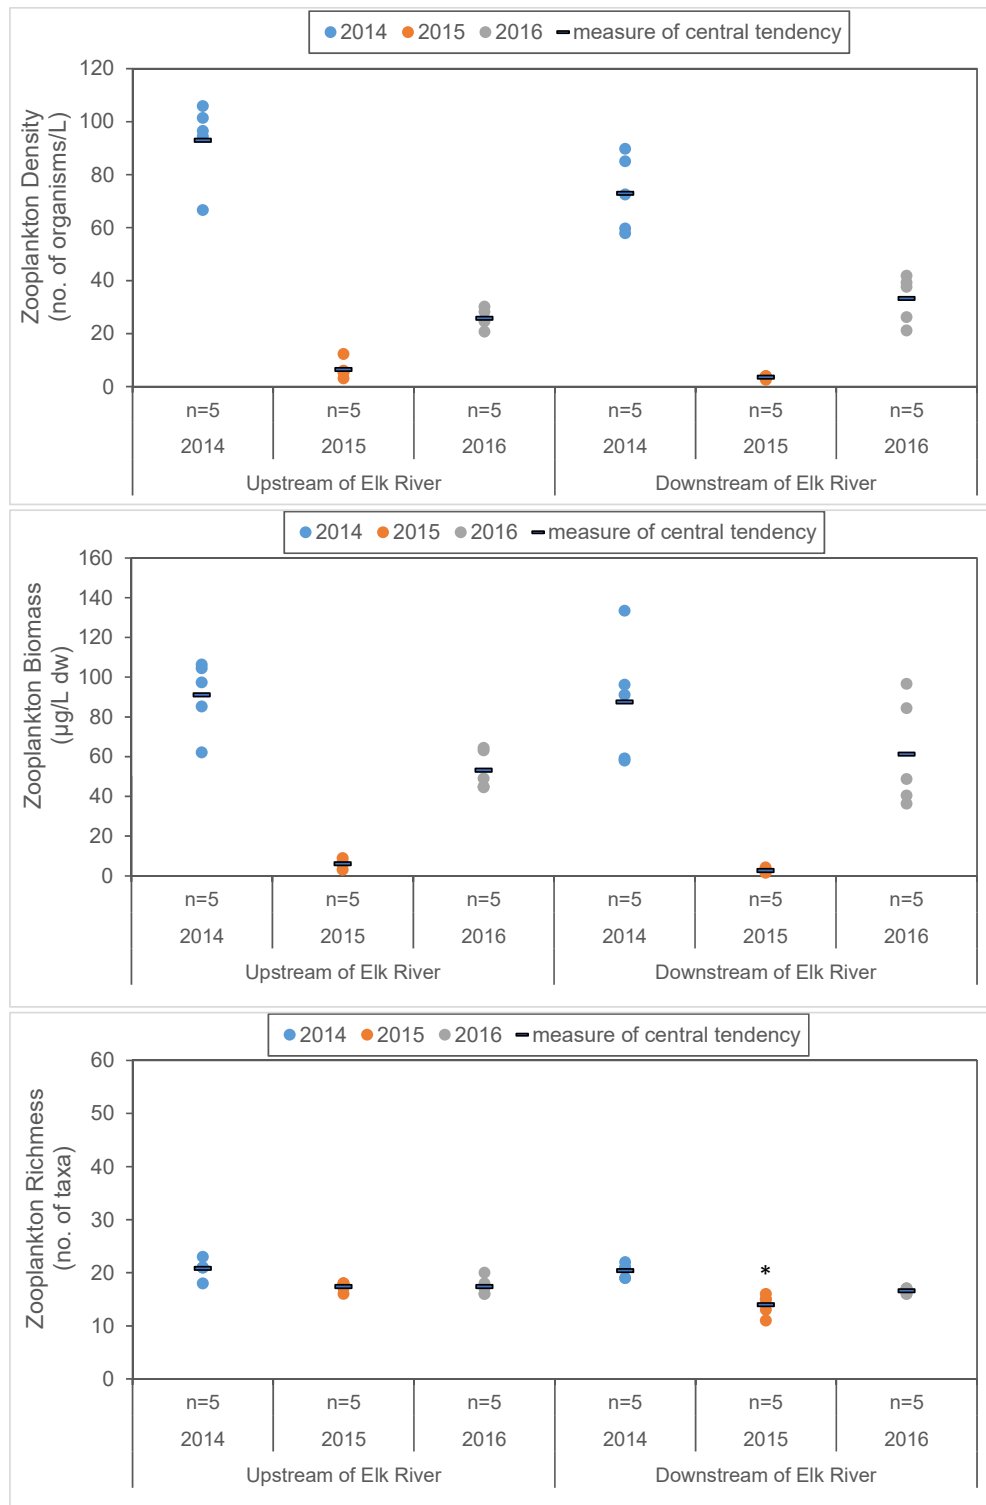 2014 2015 2016 measure of central tendency
Zooplankton Density
(no. of organisms/L)
120
100
80
60
40
20
0
n=5 n=5 n=5 n=5 n=5 n=5
2014 2015 2016 2014 2015 2016
Upstream of Elk River Downstream of Elk River
2014 2015 2016 measure of central tendency
Zooplankton Biomass
(µg/L dw)
160
140
120
100
80
60
40
20
0
n=5 n=5 n=5 n=5 n=5 n=5
2014 2015 2016 2014 2015 2016
Upstream of Elk River Downstream of Elk River
2014 2015 2016 measure of central tendency
Zooplankton Richmess
(no. of taxa)
60
50
40
30
20
10
0
*
n=5 n=5 n=5 n=5 n=5 n=5
2014 2015 2016 2014 2015 2016
Upstream of Elk River Downstream of Elk River